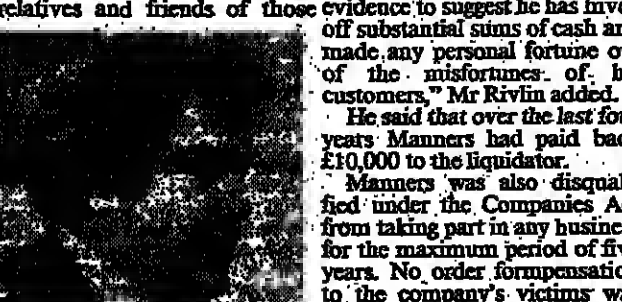 relatives and friends of those
evidence to suggest he has hive
off substantial sums of cash an
made any personal fortune o
of the misfortunes of h
customers,” Mr Rivlin added.
He said that over the last fo
years Manners had paid bac
£10,000 to the liquidator.
Manners was also disqual
fied under the Companies A
from taking part in any busine
for the maximum period of fiv
years. No order formpensatio
to the company's victims wa